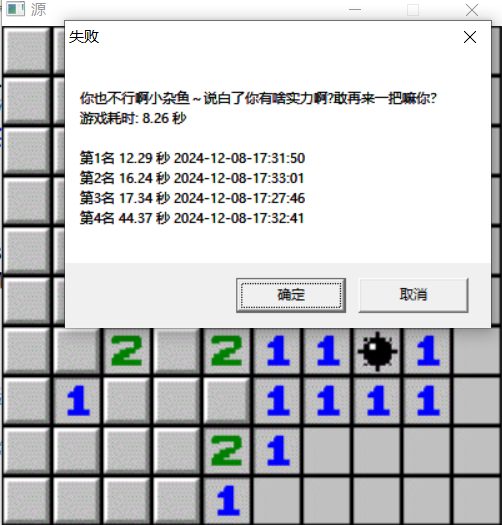 源
失败
你也不行啊小杂鱼~说白了你有啥实力啊?敢再来一把嘛你?
游戏耗时: 8.26 秒
第1名 12.29 秒 2024-12-08-17:31:50
第2名 16.24 秒 2024-12-08-17:33:01
第3名 17.34 秒 2024-12-08-17:27:46
第4名 44.37 秒 2024-12-08-17:32:41
确定 取消
2 2 1 1 1
1 1 1 1 1
2 1
1